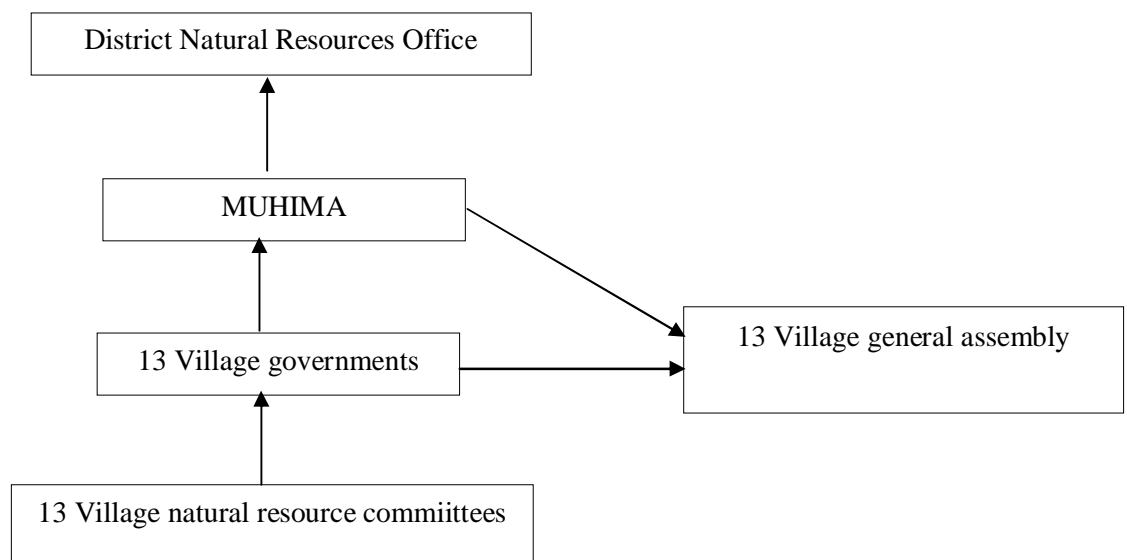 District Natural Resources Office
MUHIMA
13 Village governments
13 Village general assembly
13 Village natural resource commiittees